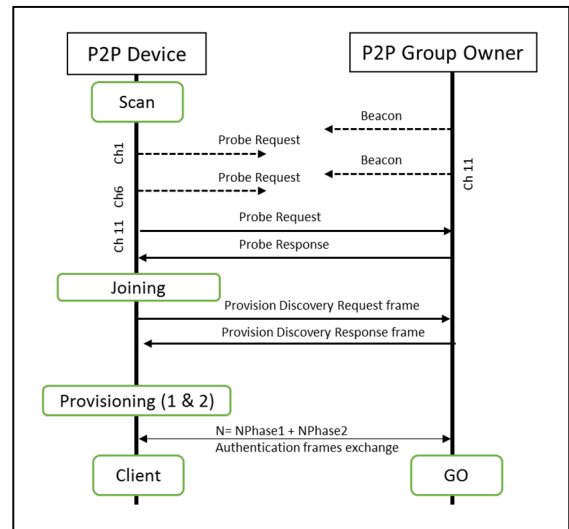 P2P Device
P2P Group Owner
Scan
Beacon
Ch1
Probe Request
Beacon
Ch 11
Ch6
Probe Request
Ch 11
Probe Request
Probe Response
Joining
Provision Discovery Request frame
Provision Discovery Response frame
Provisioning (1 & 2)
N= NPhase1 + NPhase2
Authentication frames exchange
Client
GO